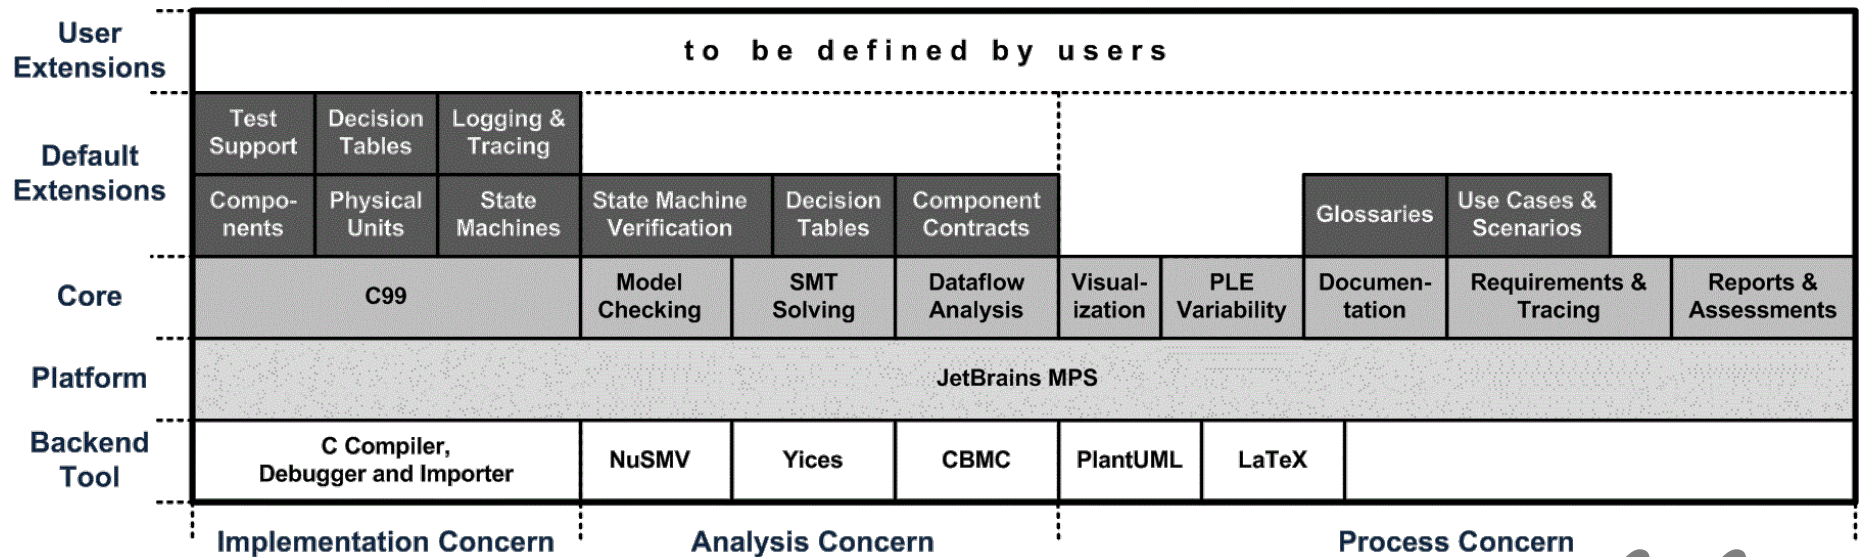 User
Extensions
to be defined by users
Default
Extensions
Test
Support
Decision
Tables
Logging &
Tracing
Compo-
nents
Physical
Units
State
Machines
State Machine
Verification
Decision
Tables
Component
Contracts
Glossaries
Use Cases &
Scenarios
Core
C99
Model
Checking
SMT
Solving
Dataflow
Analysis
Visual-
ization
PLE
Variability
Documen-
tation
Requirements &
Tracing
Reports &
Assessments
Platform
JetBrains MPS
Backend
Tool
C Compiler,
Debugger and Importer
NuSMV
Yices
CBMC
PlantUML
LaTeX
Implementation Concern
Analysis Concern
Process Concern